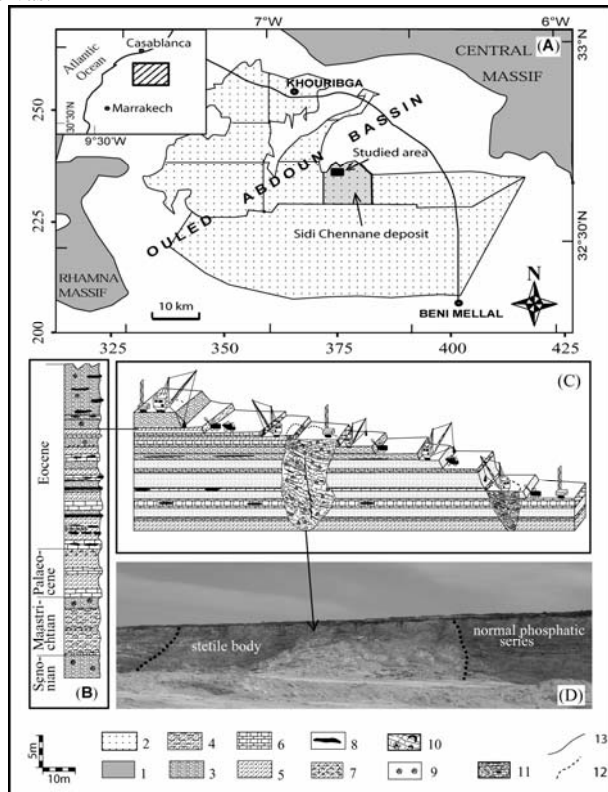 7°W
6°W
Casablanca
Atlantic Ocean
Marrakech
30°30'N
9°30'W
(A)
CENTRAL
MASSIF
33°N
KHOURIBGA
250
OULED ABDOUN BASSIN
Studied area
225
Sidi Chennane deposit
32°30'N
RHAMNA
MASSIF
N
10 km
BENI MELLAL
200
325 350 375 400 425
(B)
Eocene
Palaeo-
cene
Maastri-
chtian
Seno-
nian
(C)
stetile body
normal phosphatic
series
(D)
5m
10m
2 4 6 8 10 13
1 3 5 7 9 11 12